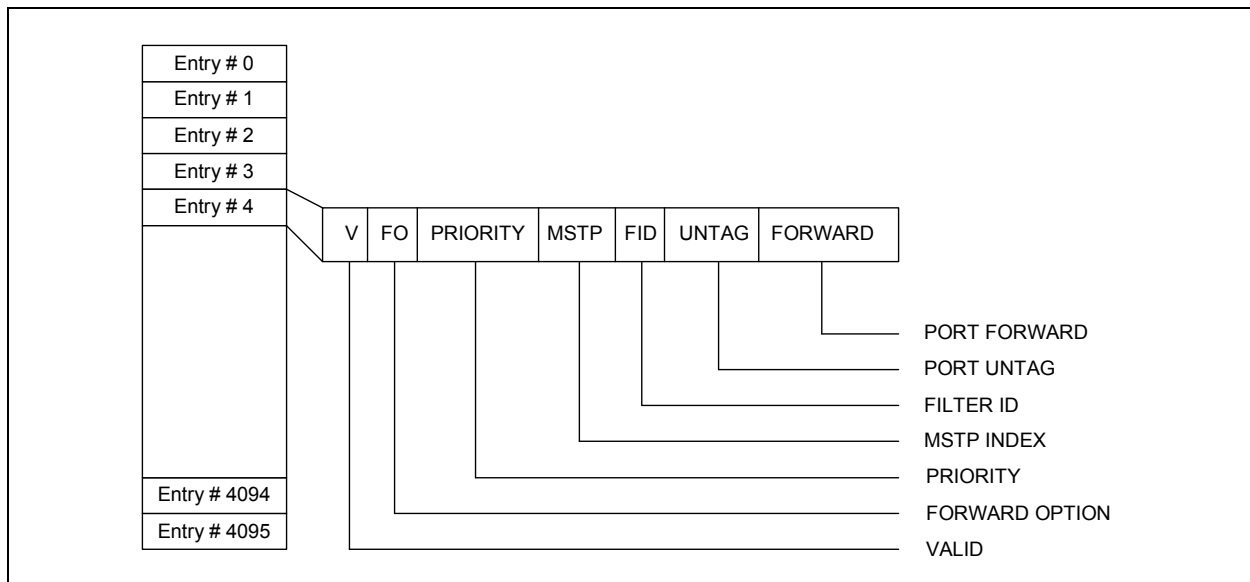 Entry # 0
Entry # 1
Entry # 2
Entry # 3
Entry # 4
V FO PRIORITY MSTP FID UNTAG FORWARD
PORT FORWARD
PORT UNTAG
FILTER ID
MSTP INDEX
PRIORITY
FORWARD OPTION
VALID
Entry # 4094
Entry # 4095